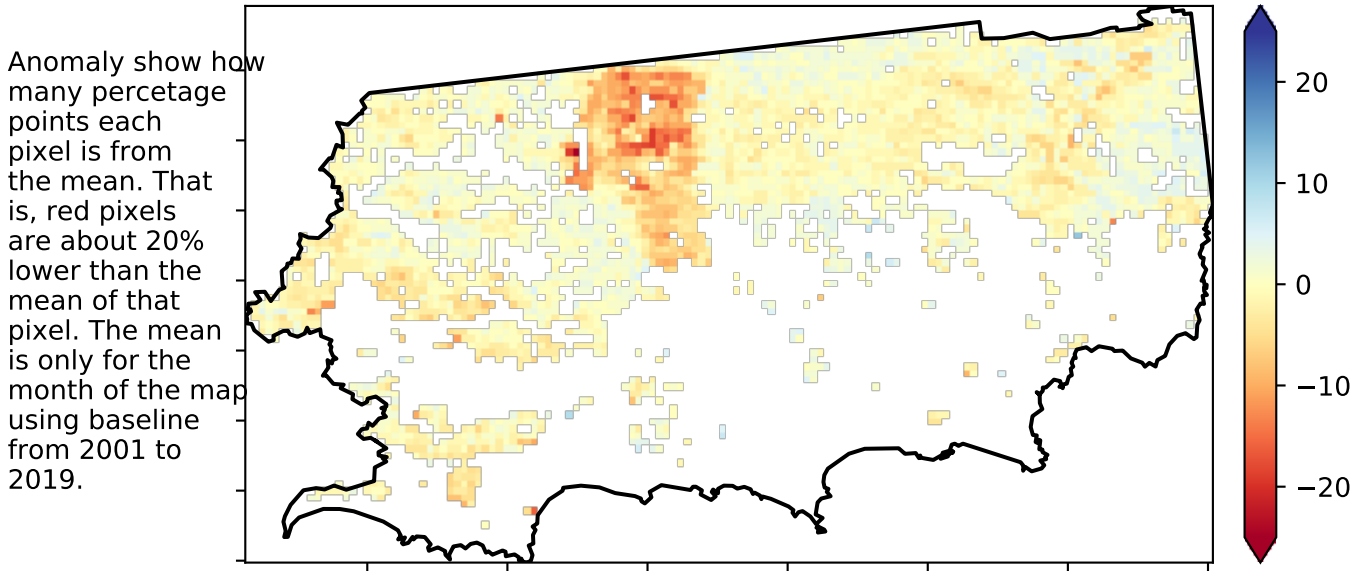 Anomaly show how
many percetage
points each
pixel is from
the mean. That
is, red pixels
are about 20%
lower than the
mean of that
pixel. The mean
is only for the
month of the map
using baseline
from 2001 to
2019.
20
10
0
−10
−20